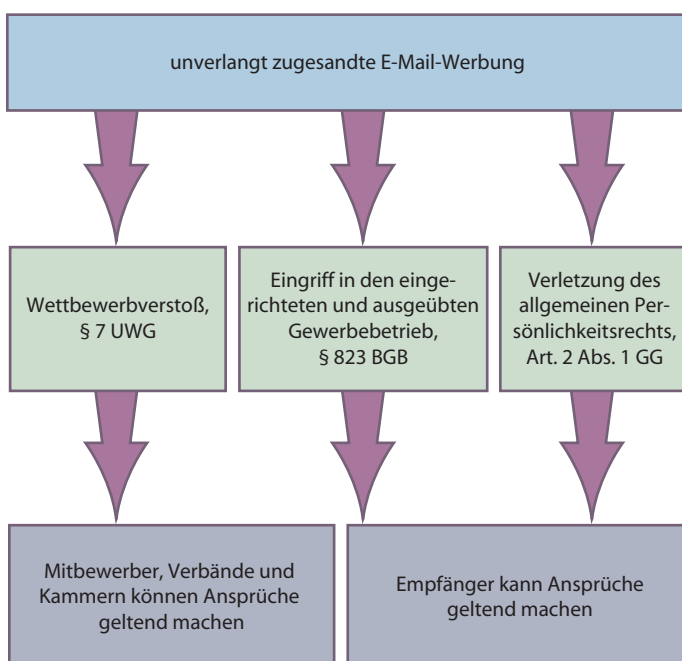 unverlangt zugesandte E-Mail-Werbung
Wettbewerbverstoß,
§ 7 UWG
Eingriff in den einge-
richteten und ausgeübten
Gewerbebetrieb,
§ 823 BGB
Verletzung des
allgemeinen Per-
sönlichkeitsrechts,
Art. 2 Abs. 1 GG
Mitbewerber, Verbände und
Kammern können Ansprüche
geltend machen
Empfänger kann Ansprüche
geltend machen